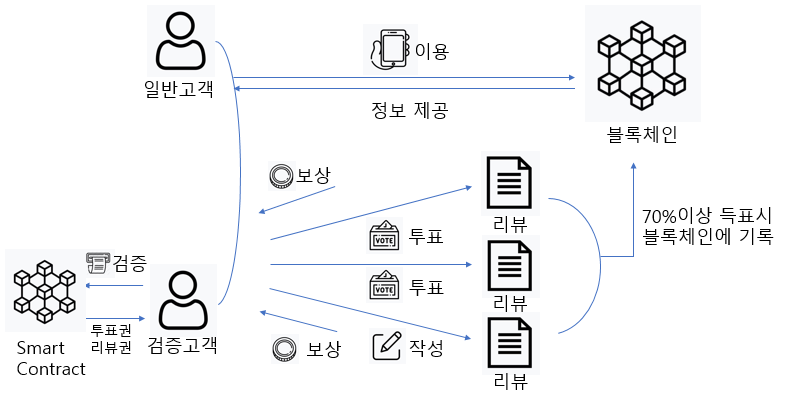 이용
일반고객
정보 제공
블록체인
보상
리뷰
70%이상 득표시
블록체인에 기록
VOTE
투표
검증
VOTE
투표
리뷰
투표권
리뷰권
검증고객
Smart
Contract
보상
작성
리뷰